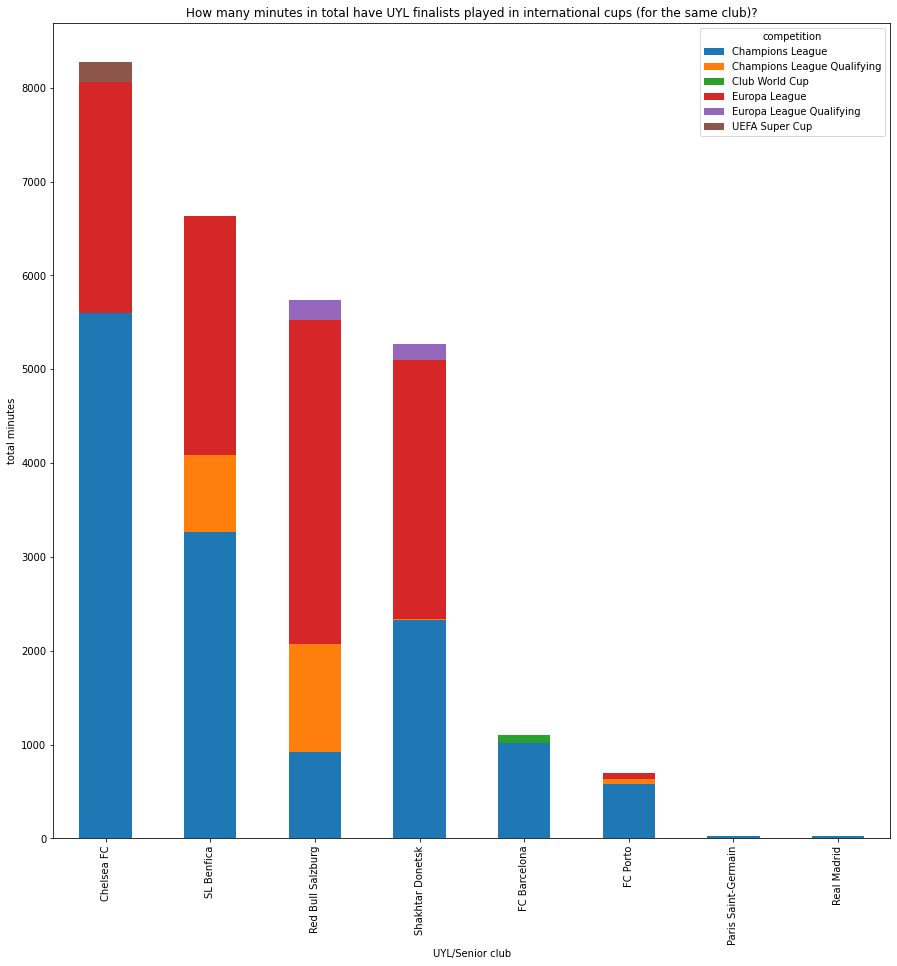 How many minutes in total have UYL finalists played in international cups (for the same club)?
competition
Champions League
Champions League Qualifying
Club World Cup
Europa League
Europa League Qualifying
UEFA Super Cup
total minutes
8000
7000
6000
5000
4000
3000
2000
1000
0
Chelsea FC
SL Benfica
Red Bull Salzburg
Shakhtar Donetsk
FC Barcelona
FC Porto
Paris Saint-Germain
Real Madrid
UYL/Senior club